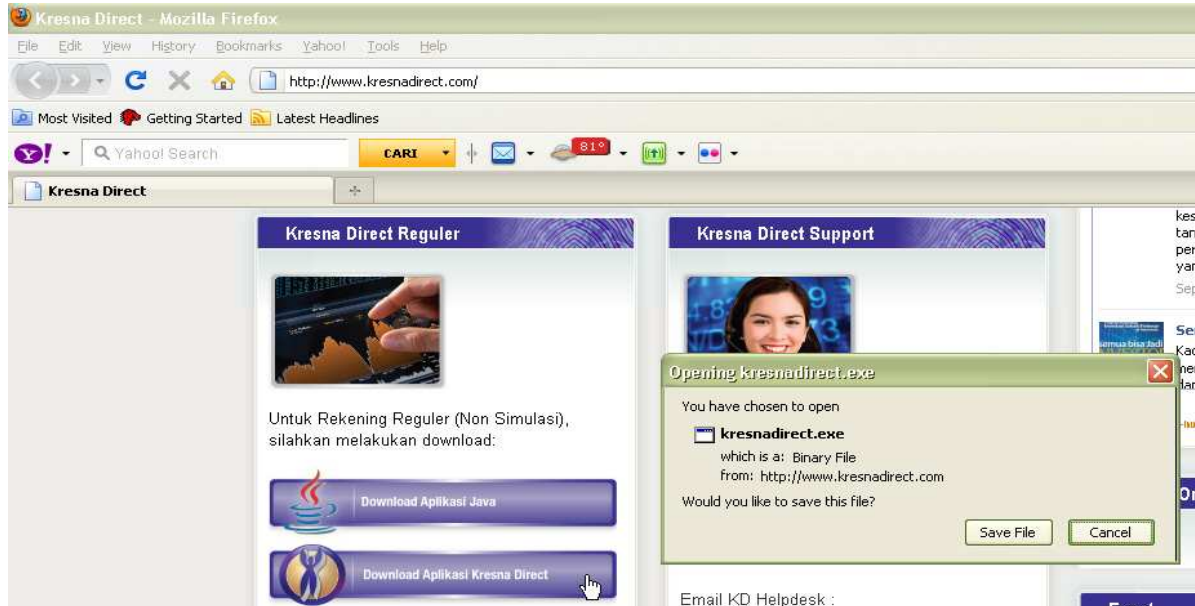 Kresna Direct - Mozilla Firefox
File Edit View History Bookmarks Yahoo! Tools Help
http://www.kresnadirect.com/
Most Visited Getting Started Latest Headlines
Y! Yahoo! Search CARI 81°
Kresna Direct
Kresna Direct Reguler
Untuk Rekening Reguler (Non Simulasi),
silahkan melakukan download:
Download Aplikasi Java
Download Aplikasi Kresna Direct
Kresna Direct Support
Opening kresnadirect.exe
You have chosen to open
kresnadirect.exe
which is a: Binary File
from: http://www.kresnadirect.com
Would you like to save this file?
Save File Cancel
Email KD Helpdesk :